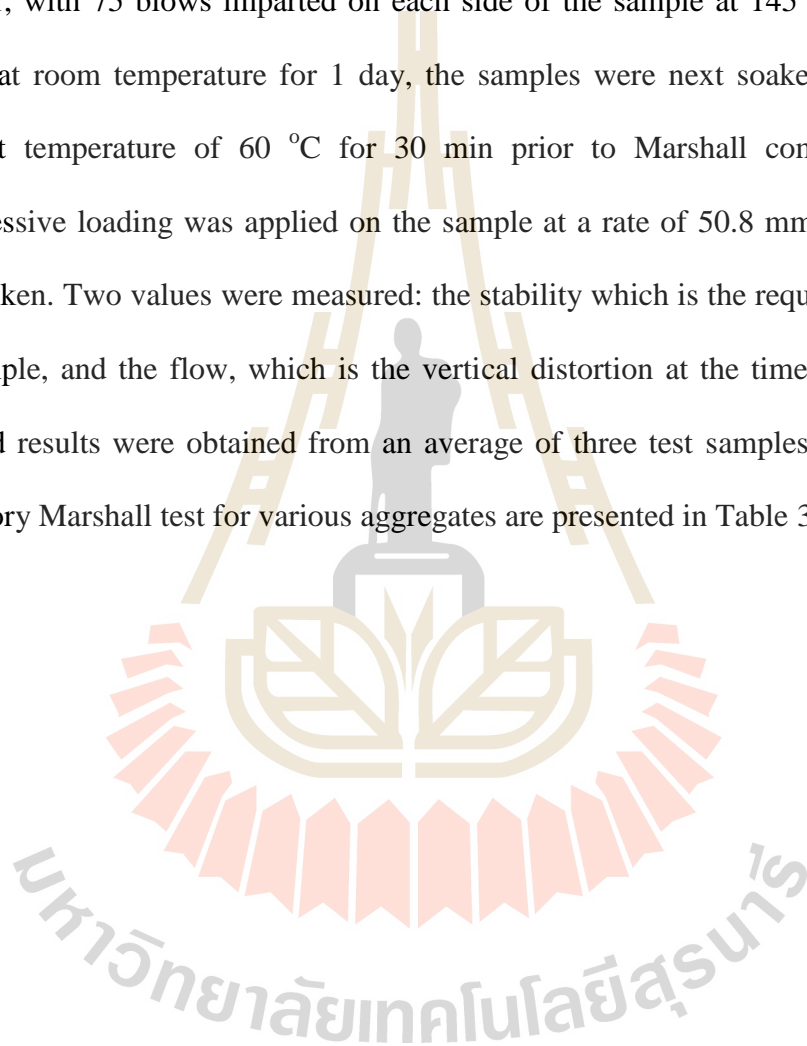 , with 75 blows imparted on each side of the sample at 145
at room temperature for 1 day, the samples were next soake
t temperature of 60 °C for 30 min prior to Marshall con
essive loading was applied on the sample at a rate of 50.8 mm
ken. Two values were measured: the stability which is the requ
ple, and the flow, which is the vertical distortion at the time
d results were obtained from an average of three test samples
ory Marshall test for various aggregates are presented in Table 3
มหาวิทยาลัยเทคโนโลยีสุรนารี